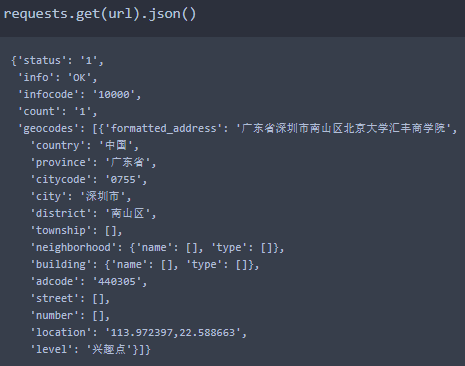 requests.get(url).json()
{'status': '1',
'info': 'OK',
'infocode': '10000',
'count': '1',
'geocodes': [{'formatted_address': '广东省深圳市南山区北京大学汇丰商学院',
'country': '中国',
'province': '广东省',
'citycode': '0755',
'city': '深圳市',
'district': '南山区',
'township': [],
'neighborhood': {'name': [], 'type': []},
'building': {'name': [], 'type': []},
'adcode': '440305',
'street': [],
'number': [],
'location': '113.972397,22.588663',
'level': '兴趣点'}]}